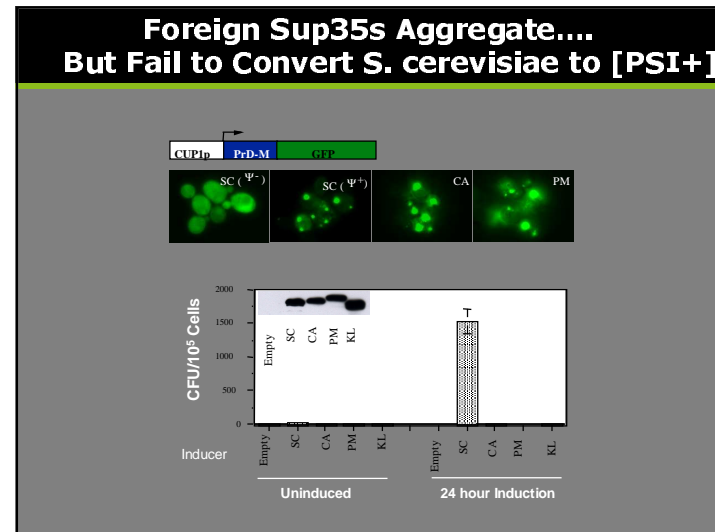 Foreign Sup35s Aggregate....
But Fail to Convert S. cerevisiae to [PSI+]
CUP1p PrD-M GFP
SC ( Ψ- ) SC ( Ψ+ ) CA PM
CFU/10⁵ Cells
2000
1500
1000
500
0
Empty SC CA PM KL
Inducer Empty SC CA PM KL Empty SC CA PM KL
Uninduced 24 hour Induction